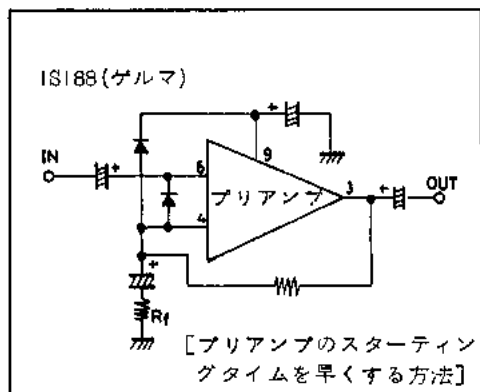 1S188(ゲルマ)
IN
6
9
プリアンプ
3
OUT
4
Rf
[プリアンプのスターティン
グタイムを早くする方法]